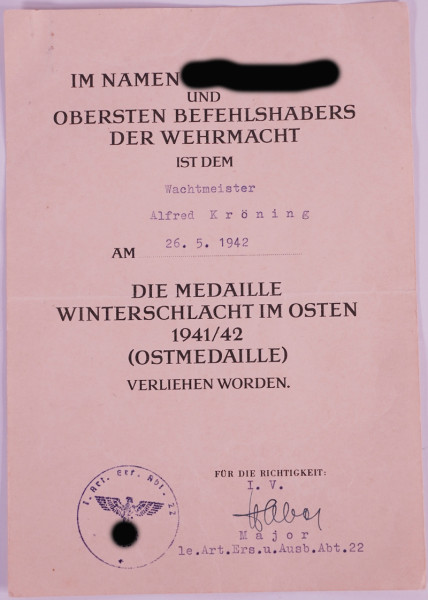 IM NAMEN
UND
OBERSTEN BEFEHLSHABERS
DER WEHRMACHT
IST DEM
Wachtmeister
Alfred Kröning
AM 26. 5. 1942
DIE MEDAILLE
WINTERSCHLACHT IM OSTEN
1941/42
(OSTMEDAILLE)
VERLIEHEN WORDEN.
FÜR DIE RICHTIGKEIT:
I. V.
Major
le.Art.Ers.u.Ausb.Abt.22